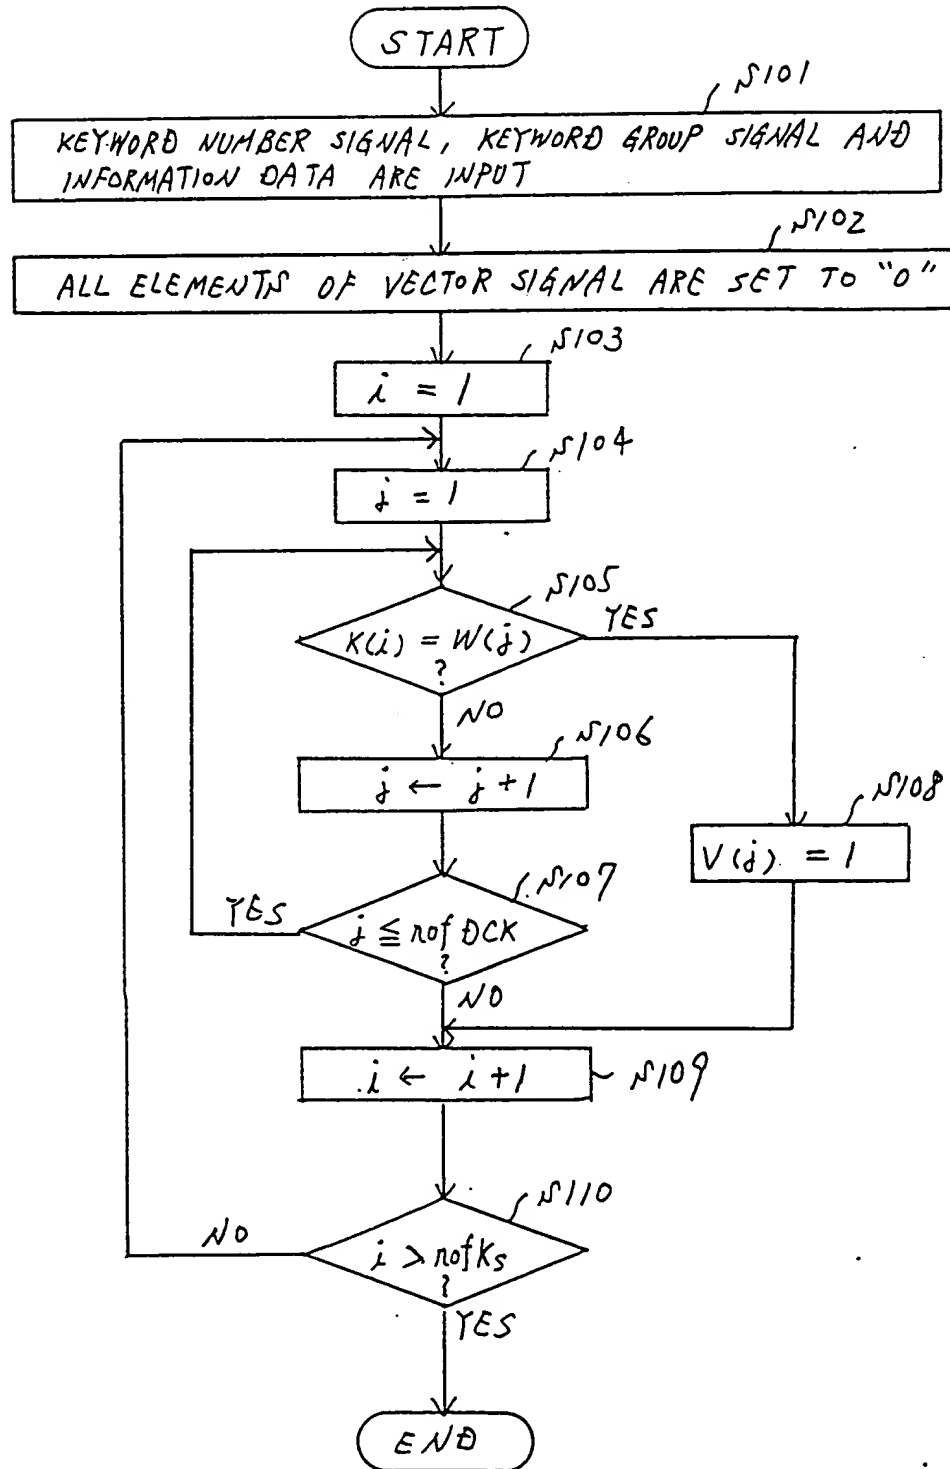 START
S101
KEYWORD NUMBER SIGNAL, KEYWORD GROUP SIGNAL AND
INFORMATION DATA ARE INPUT
S102
ALL ELEMENTS OF VECTOR SIGNAL ARE SET TO "0"
S103
i = 1
S104
j = 1
S105
K(i) = W(j)
?
YES
NO
S106
j ← j + 1
S108
V(j) = 1
S107
j ≦ nofDCK
?
YES
NO
i ← i + 1
S109
S110
i > nofKs
?
NO
YES
END